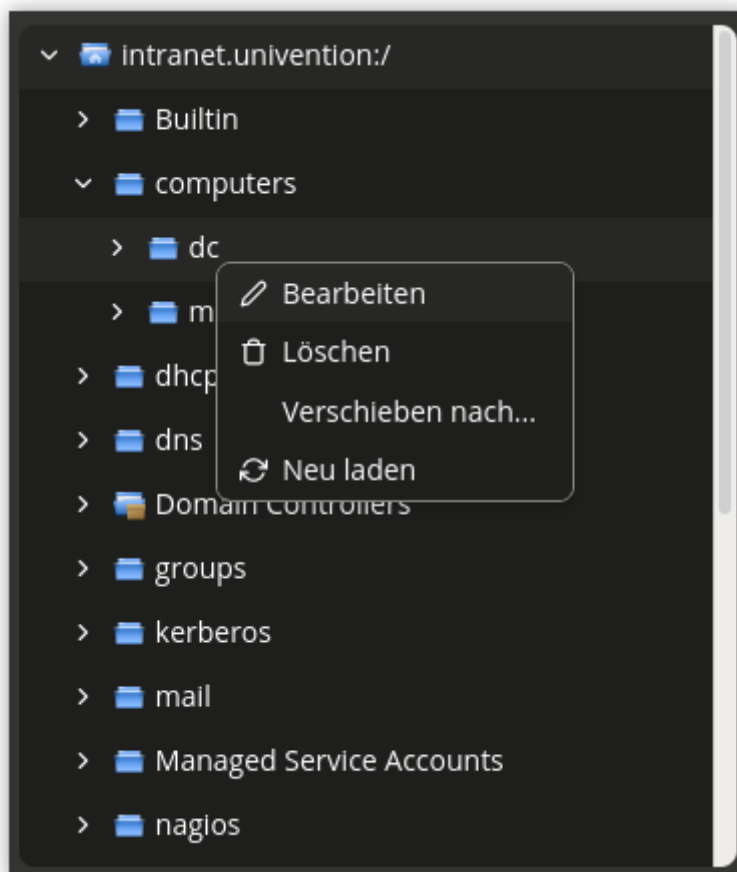 intranet.univention:/
Builtin
computers
dc
Bearbeiten
Löschen
dhcp
Verschieben nach...
dns
Neu laden
Domain Controllers
groups
kerberos
mail
Managed Service Accounts
nagios